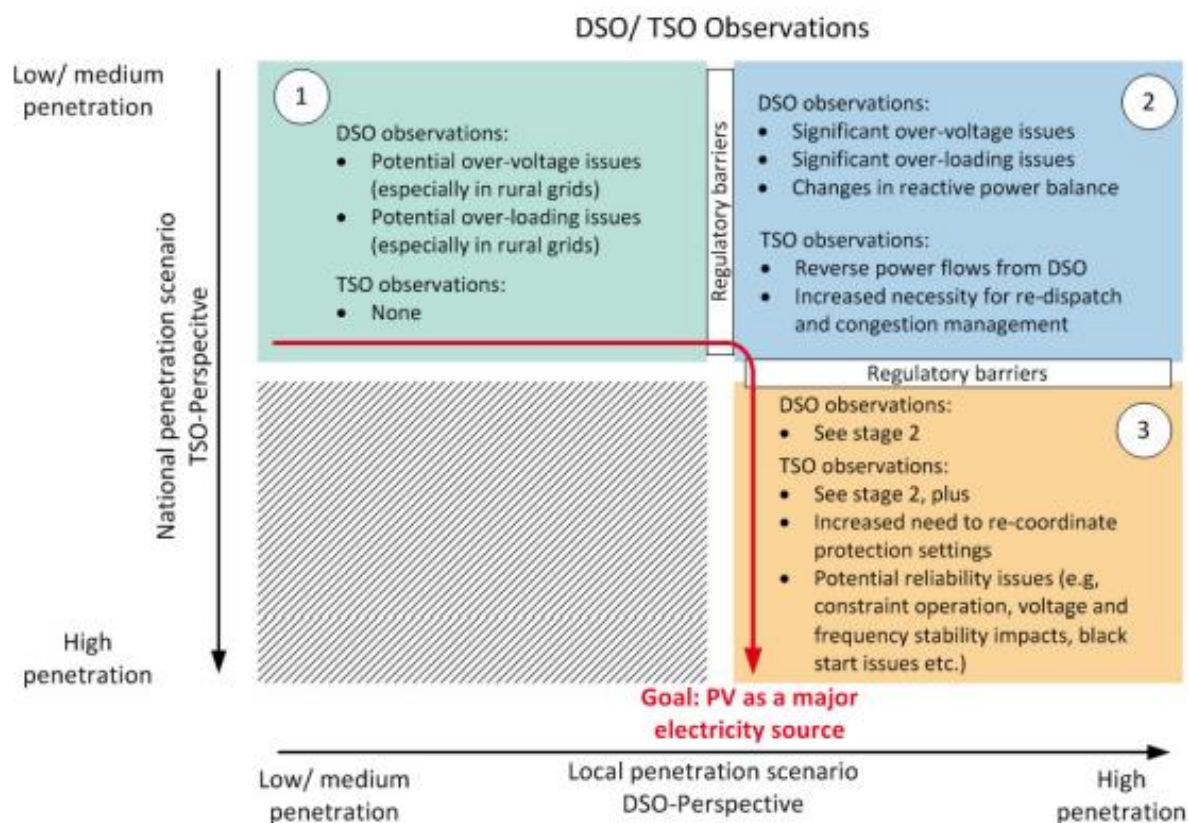 DSO/ TSO Observations
Low/ medium
penetration
National penetration scenario
TSO-Perspecitve
High
penetration
1
DSO observations:
• Potential over-voltage issues
(especially in rural grids)
• Potential over-loading issues
(especially in rural grids)
TSO observations:
• None
Regulatory barriers
2
DSO observations:
• Significant over-voltage issues
• Significant over-loading issues
• Changes in reactive power balance
TSO observations:
• Reverse power flows from DSO
• Increased necessity for re-dispatch
and congestion management
Regulatory barriers
3
DSO observations:
• See stage 2
TSO observations:
• See stage 2, plus
• Increased need to re-coordinate
protection settings
• Potential reliability issues (e.g,
constraint operation, voltage and
frequency stability impacts, black
start issues etc.)
Goal: PV as a major
electricity source
Low/ medium
penetration
Local penetration scenario
DSO-Perspective
High
penetration